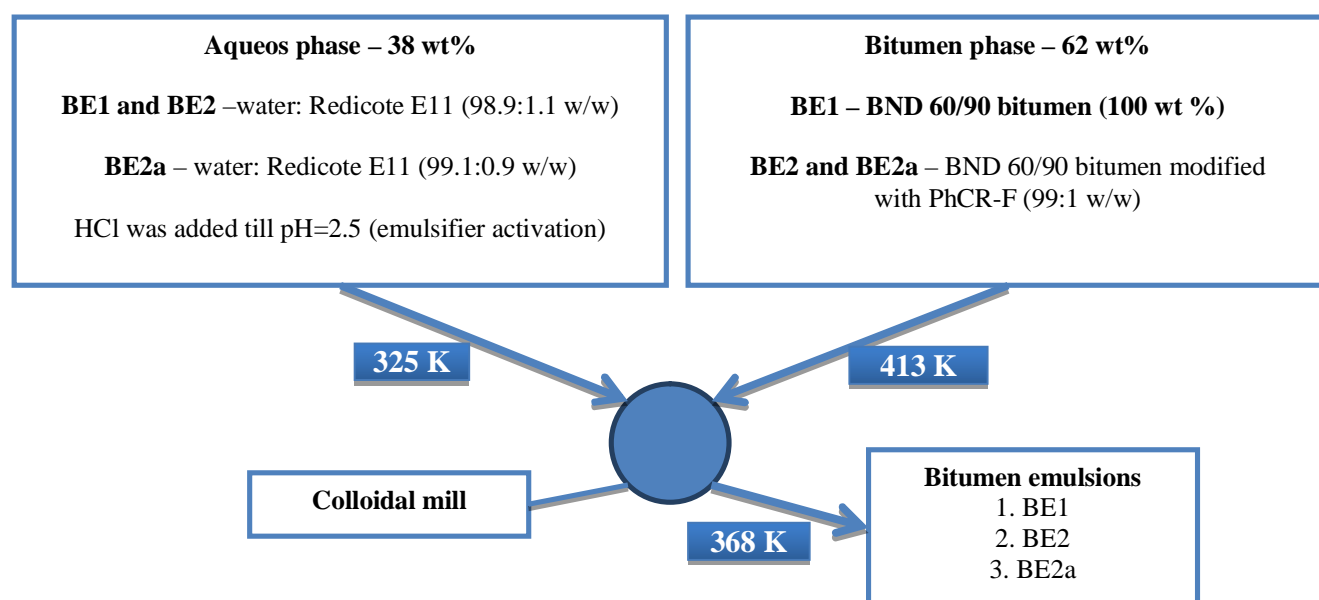 Aqueos phase – 38 wt%
BE1 and BE2 –water: Redicote E11 (98.9:1.1 w/w)
BE2a – water: Redicote E11 (99.1:0.9 w/w)
HCl was added till pH=2.5 (emulsifier activation)
Bitumen phase – 62 wt%
BE1 – BND 60/90 bitumen (100 wt %)
BE2 and BE2a – BND 60/90 bitumen modified
with PhCR-F (99:1 w/w)
325 K
413 K
Colloidal mill
368 K
Bitumen emulsions
1. BE1
2. BE2
3. BE2a